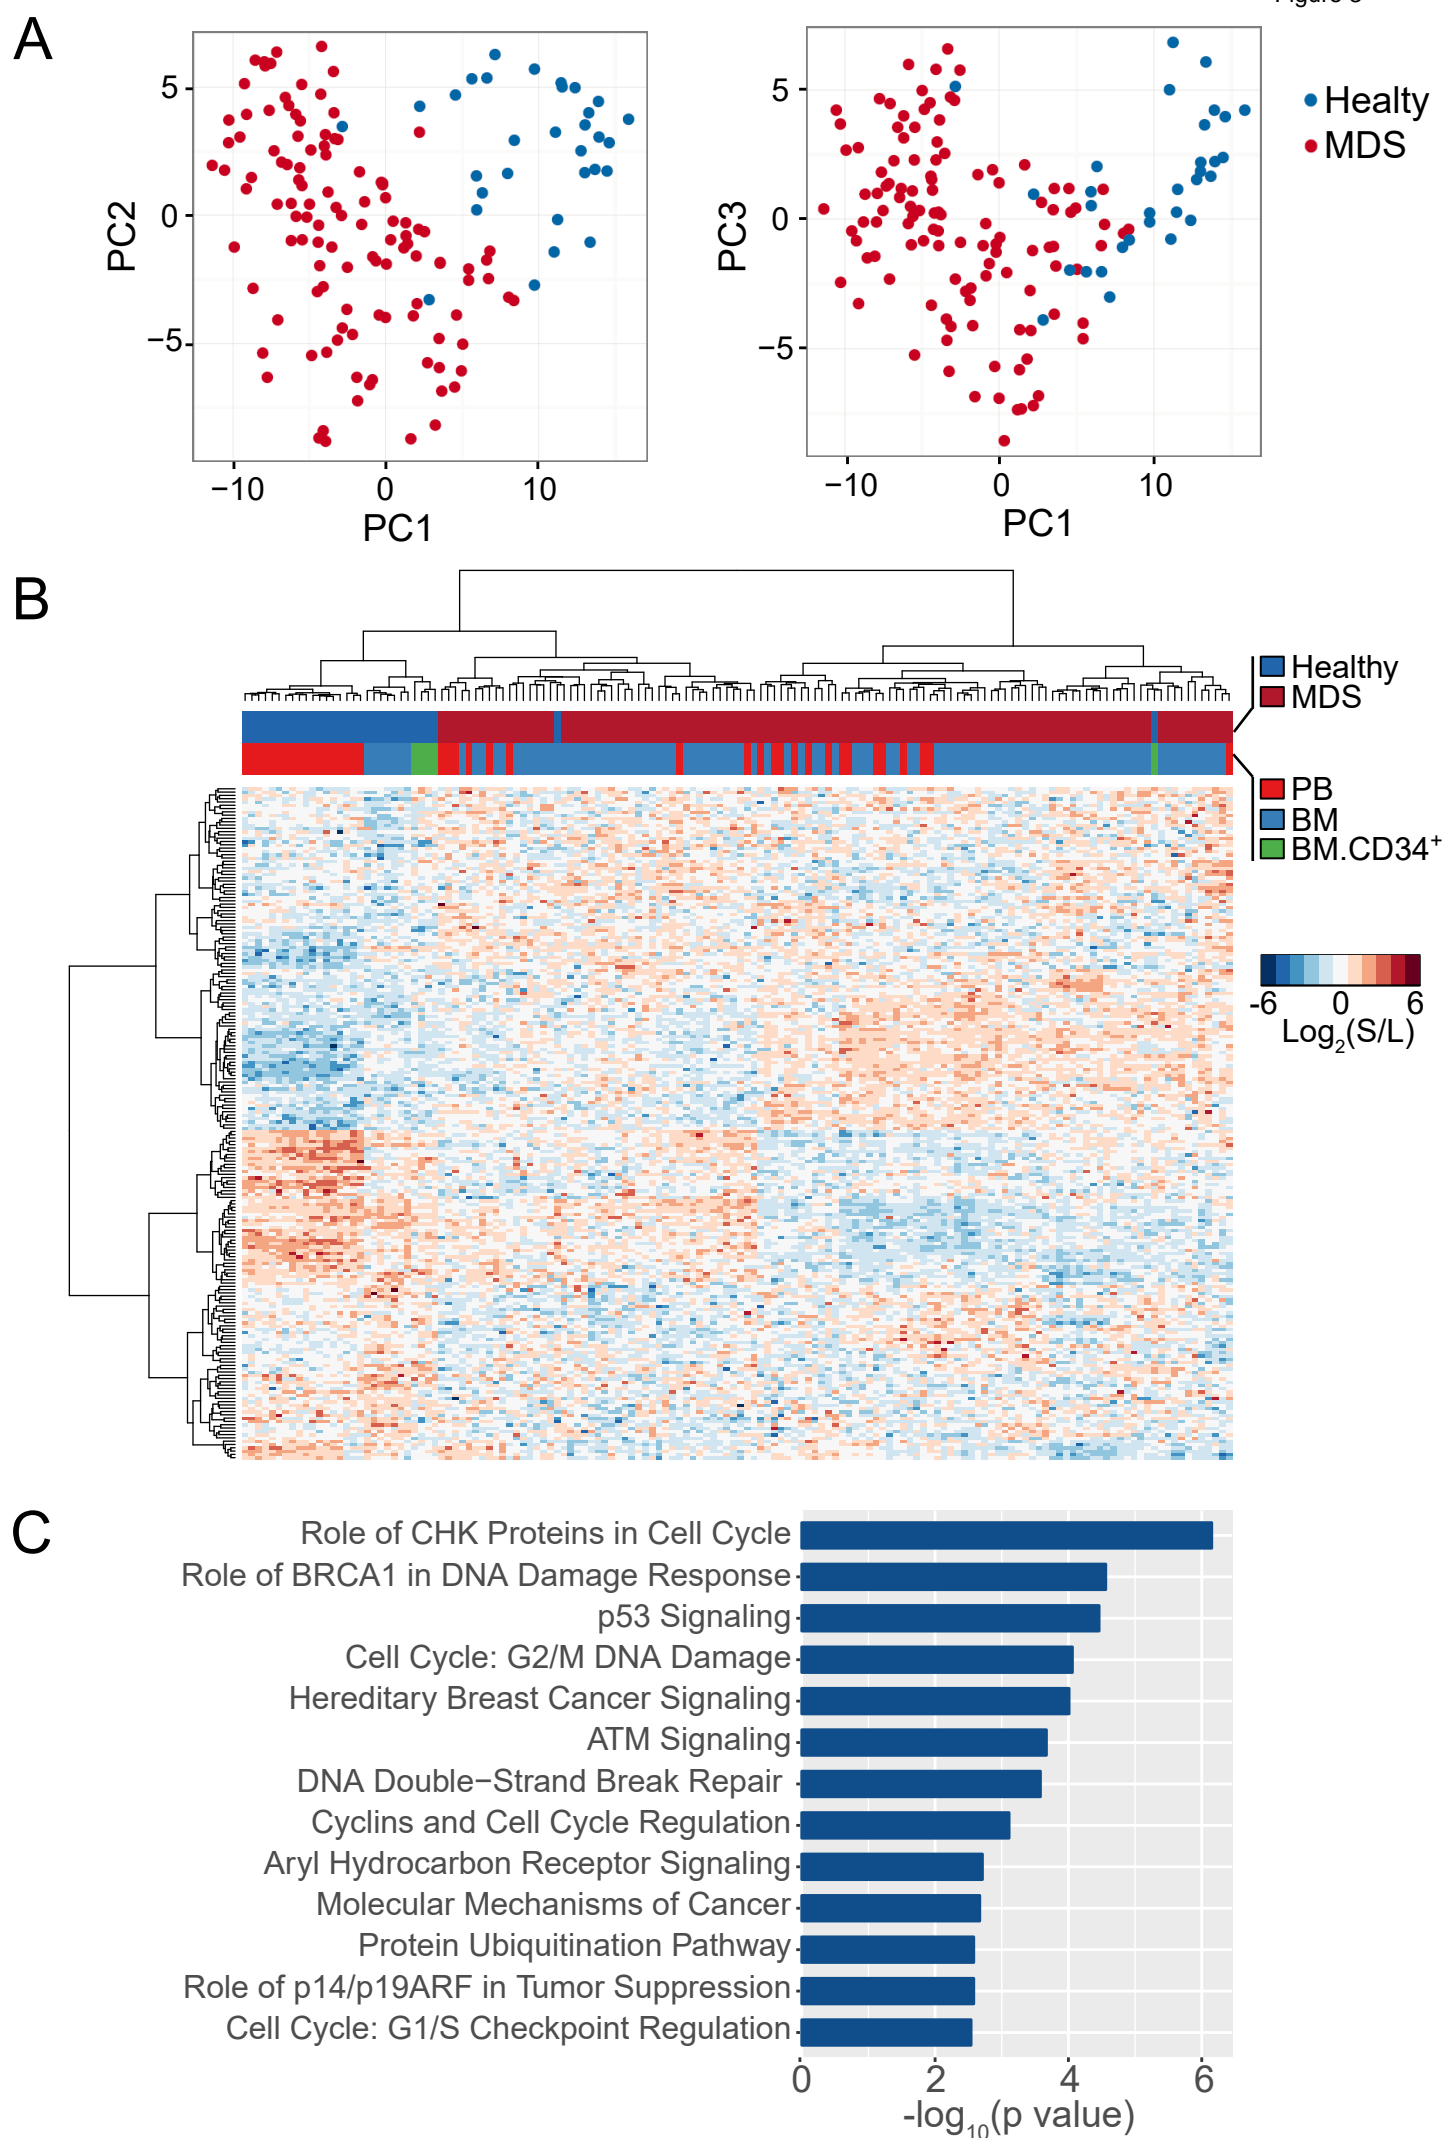 Figure 3
A
5
0
−5
PC2
−10
0
10
PC1
5
0
−5
PC3
−10
0
10
PC1
Healty
MDS
B
Healthy
MDS
PB
BM
BM.CD34+
-6
0
6
Log2(S/L)
C
Role of CHK Proteins in Cell Cycle
Role of BRCA1 in DNA Damage Response
p53 Signaling
Cell Cycle: G2/M DNA Damage
Hereditary Breast Cancer Signaling
ATM Signaling
DNA Double−Strand Break Repair
Cyclins and Cell Cycle Regulation
Aryl Hydrocarbon Receptor Signaling
Molecular Mechanisms of Cancer
Protein Ubiquitination Pathway
Role of p14/p19ARF in Tumor Suppression
Cell Cycle: G1/S Checkpoint Regulation
0
2
4
6
-log10(p value)